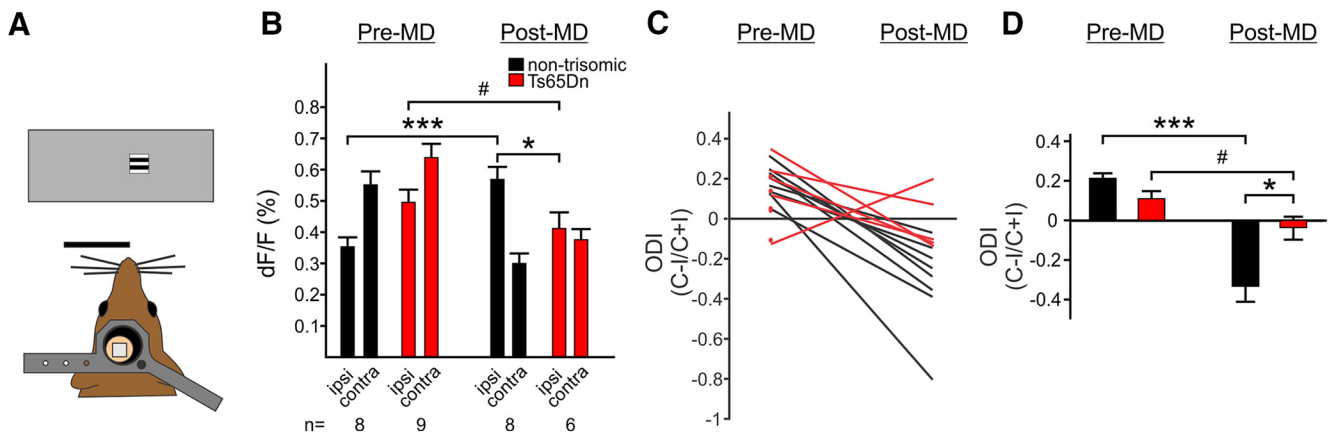 A
B
Pre-MD
Post-MD
non-trisomic
Ts65Dn
#
***
*
dF/F (%)
0.8
0.7
0.6
0.5
0.4
0.3
0.2
0.1
ipsi
contra
ipsi
contra
ipsi
contra
ipsi
contra
n= 8 9 8 6
C
Pre-MD
Post-MD
ODI
(C-I/C+I)
0.4
0.2
0
-0.2
-0.4
-0.6
-0.8
-1
D
Pre-MD
Post-MD
***
#
*
ODI
(C-I/C+I)
0.4
0.2
0
-0.2
-0.4